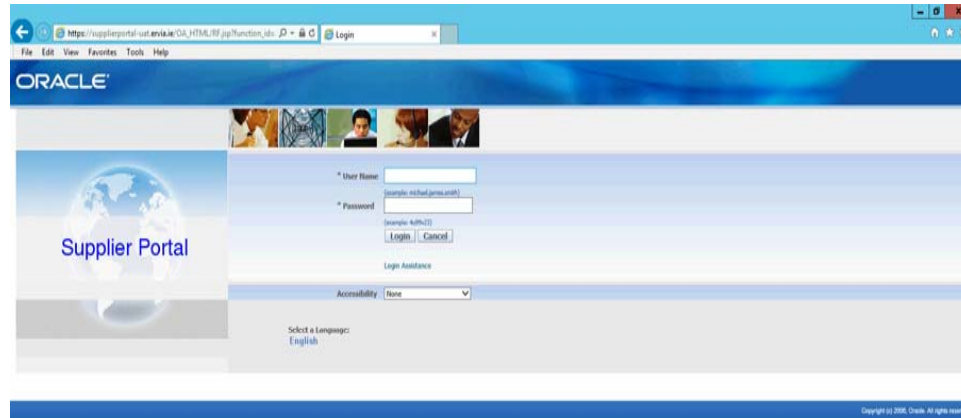 https://supplierportal-uat.ervia.ie/OA_HTML/RF.jsp?function_id=
Login
File Edit View Favorites Tools Help
ORACLE
* User Name
(example: michael.james.smith)
* Password
(example: 4u99v23)
Login Cancel
Supplier Portal
Login Assistance
Accessibility None
Select a Language:
English
Copyright (c) 2006, Oracle. All rights